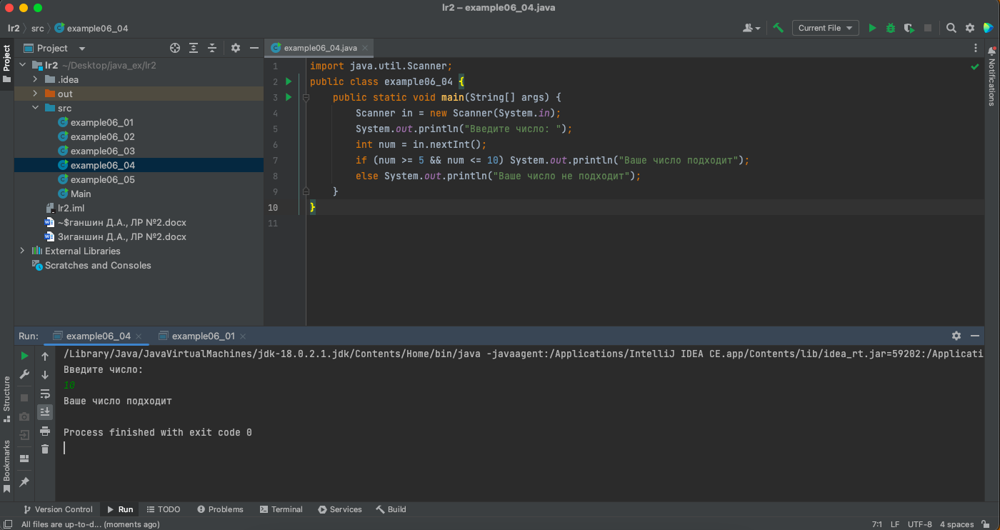 lr2 – example06_04.java
lr2 src example06_04
Current File
Project
Project
example06_04.java
lr2 ~/Desktop/java_ex/lr2
.idea
out
src
example06_01
example06_02
example06_03
example06_04
example06_05
Main
lr2.iml
~$ганшин Д.А., ЛР №2.docx
Зиганшин Д.А., ЛР №2.docx
External Libraries
Scratches and Consoles
1 import java.util.Scanner;
2 public class example06_04 {
3 public static void main(String[] args) {
4 Scanner in = new Scanner(System.in);
5 System.out.println("Введите число: ");
6 int num = in.nextInt();
7 if (num >= 5 && num <= 10) System.out.println("Ваше число подходит");
8 else System.out.println("Ваше число не подходит");
9 }
10 }
11
Notifications
Run: example06_04 example06_01
/Library/Java/JavaVirtualMachines/jdk-18.0.2.1.jdk/Contents/Home/bin/java -javaagent:/Applications/IntelliJ IDEA CE.app/Contents/lib/idea_rt.jar=59202:/Applicati
Введите число:
10
Ваше число подходит
Process finished with exit code 0
Structure
Bookmarks
Version Control Run TODO Problems Terminal Services Build
All files are up-to-d... (moments ago) 7:1 LF UTF-8 4 spaces